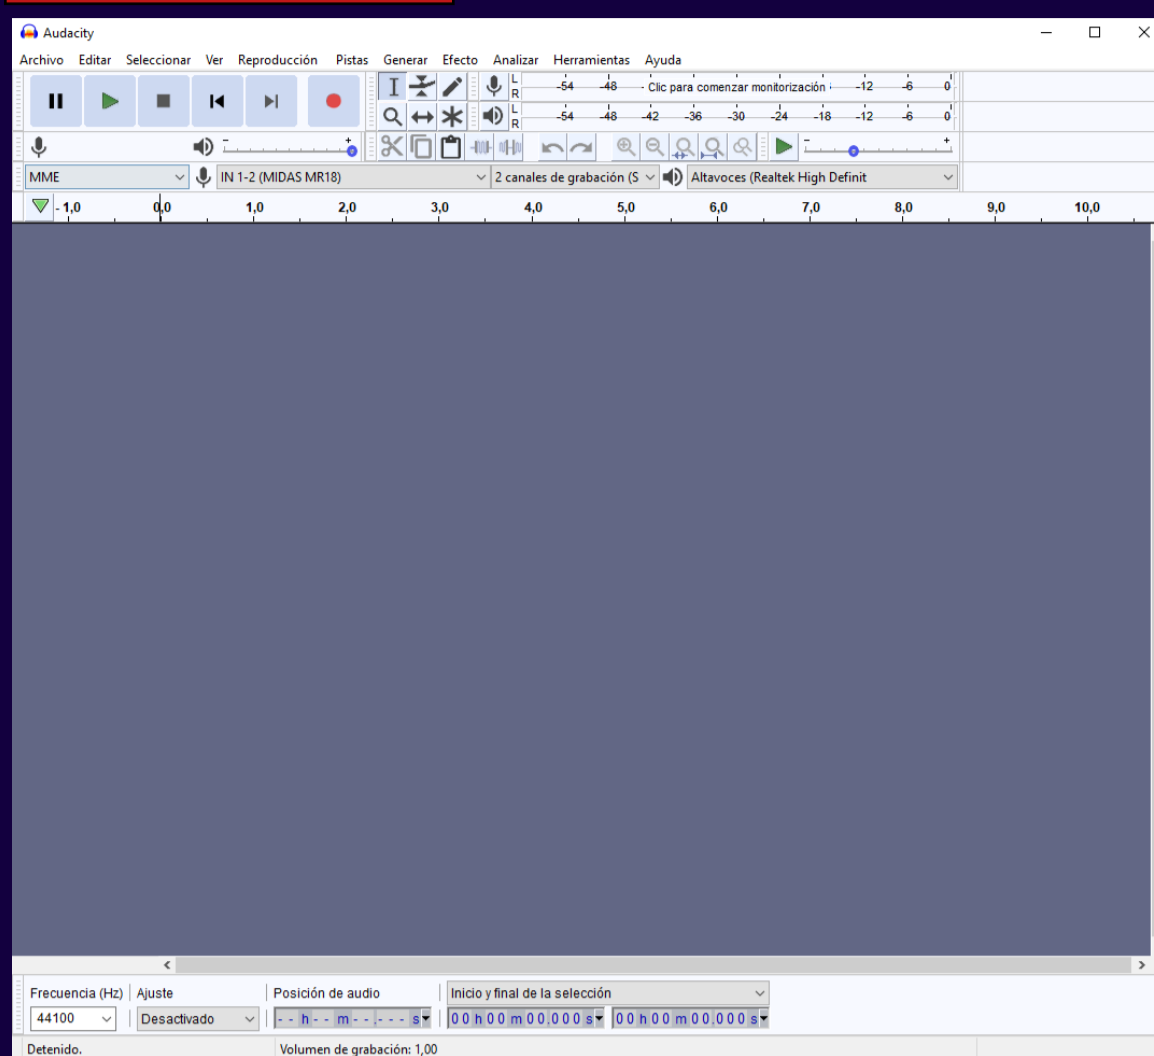 Audacity
Archivo Editar Seleccionar Ver Reproducción Pistas Generar Efecto Analizar Herramientas Ayuda
L R -54 -48 - Clic para comenzar monitorización -12 -6 0
L R -54 -48 -42 -36 -30 -24 -18 -12 -6 0
- + - +
MME IN 1-2 (MIDAS MR18) 2 canales de grabación (S Altavoces (Realtek High Definit
- 1,0 0,0 1,0 2,0 3,0 4,0 5,0 6,0 7,0 8,0 9,0 10,0
Frecuencia (Hz) Ajuste Posición de audio Inicio y final de la selección
44100 Desactivado - - h - - m - - , - - - s 00 h 00 m 00,000 s 00 h 00 m 00,000 s
Detenido. Volumen de grabación: 1,00